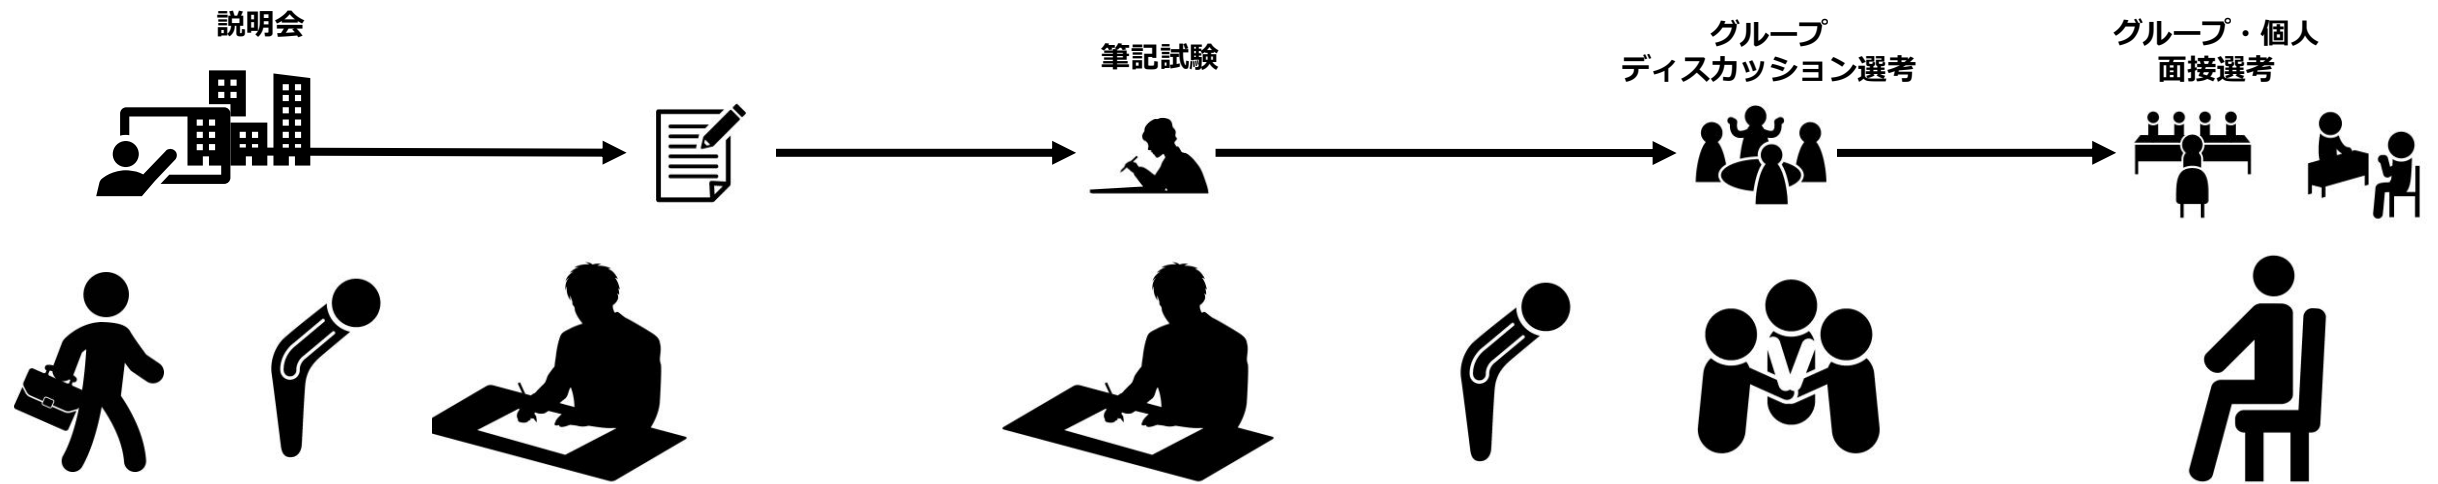 説明会
筆記試験
グループ
ディスカッション選考
グループ・個人
面接選考